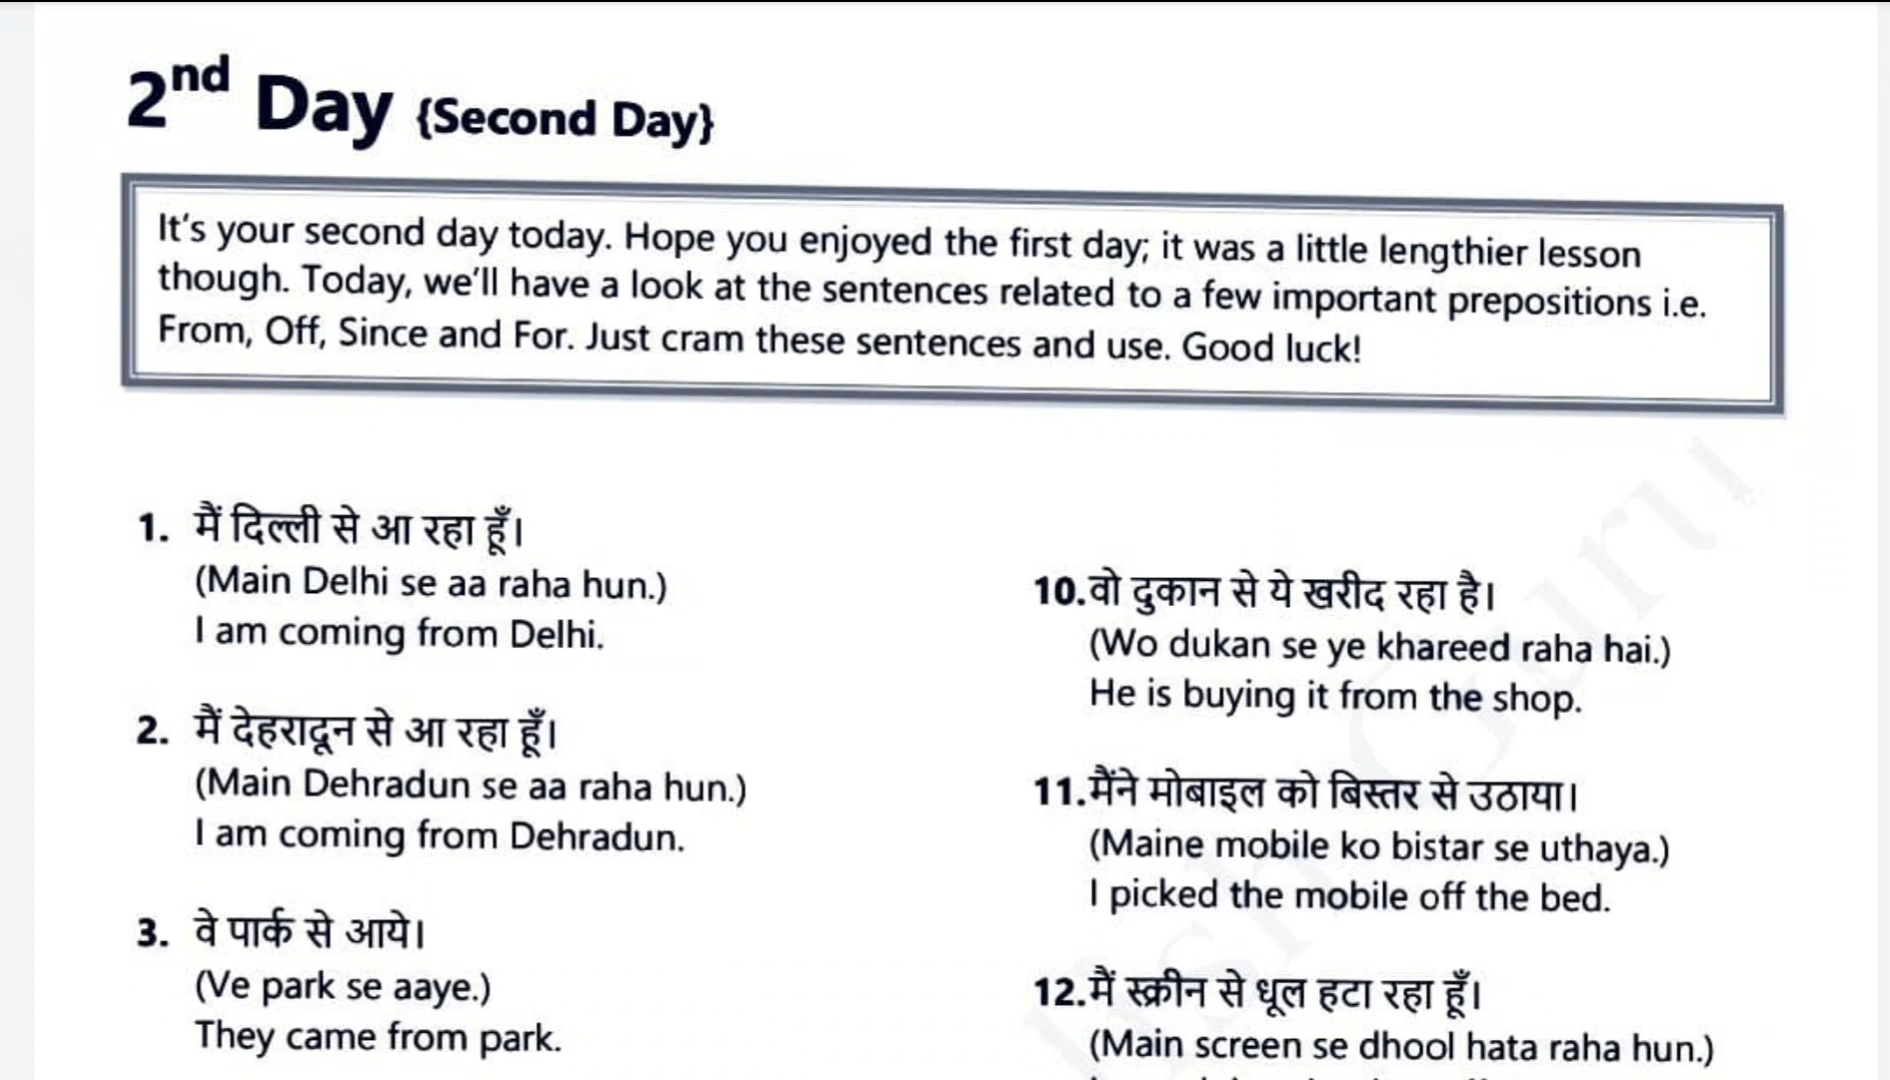 2nd Day {Second Day}
It's your second day today. Hope you enjoyed the first day; it was a little lengthier lesson
though. Today, we'll have a look at the sentences related to a few important prepositions i.e.
From, Off, Since and For. Just cram these sentences and use. Good luck!
1. मैं दिल्ली से आ रहा हूँ।
(Main Delhi se aa raha hun.)
I am coming from Delhi.
2. मैं देहरादून से आ रहा हूँ।
(Main Dehradun se aa raha hun.)
I am coming from Dehradun.
3. वे पार्क से आये।
(Ve park se aaye.)
They came from park.
10.वो दुकान से ये खरीद रहा है।
(Wo dukan se ye khareed raha hai.)
He is buying it from the shop.
11.मैंने मोबाइल को बिस्तर से उठाया।
(Maine mobile ko bistar se uthaya.)
I picked the mobile off the bed.
12.मैं स्क्रीन से धूल हटा रहा हूँ।
(Main screen se dhool hata raha hun.)